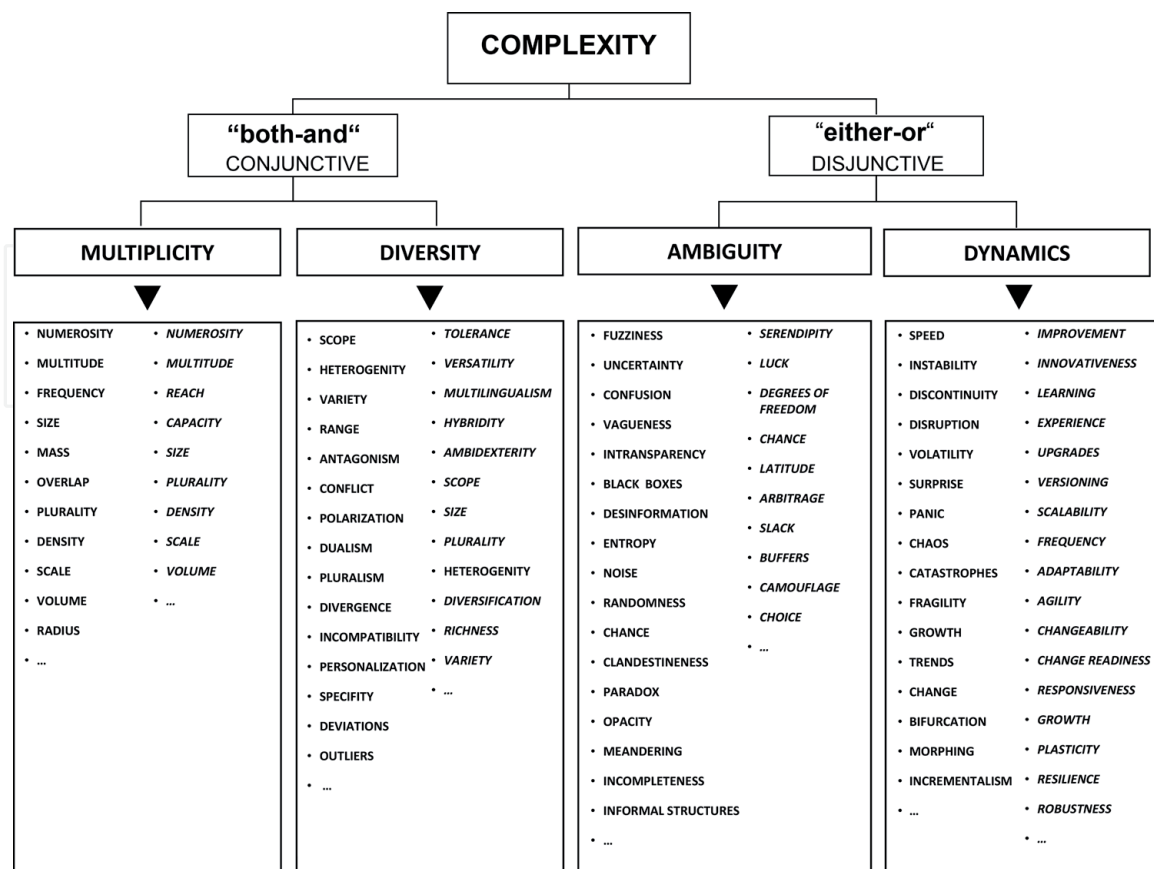 COMPLEXITY
“both-and“
CONJUNCTIVE
“either-or“
DISJUNCTIVE
MULTIPLICITY
DIVERSITY
AMBIGUITY
DYNAMICS
• NUMEROSITY
• MULTITUDE
• FREQUENCY
• SIZE
• MASS
• OVERLAP
• PLURALITY
• DENSITY
• SCALE
• VOLUME
• RADIUS
• ...
• NUMEROSITY
• MULTITUDE
• REACH
• CAPACITY
• SIZE
• PLURALITY
• DENSITY
• SCALE
• VOLUME
• ...
• SCOPE
• HETEROGENITY
• VARIETY
• RANGE
• ANTAGONISM
• CONFLICT
• POLARIZATION
• DUALISM
• PLURALISM
• DIVERGENCE
• INCOMPATIBILITY
• PERSONALIZATION
• SPECIFITY
• DEVIATIONS
• OUTLIERS
• ...
• TOLERANCE
• VERSATILITY
• MULTILINGUALISM
• HYBRIDITY
• AMBIDEXTERITY
• SCOPE
• SIZE
• PLURALITY
• HETEROGENITY
• DIVERSIFICATION
• RICHNESS
• VARIETY
• ...
• FUZZINESS
• UNCERTAINTY
• CONFUSION
• VAGUENESS
• INTRANSPARENCY
• BLACK BOXES
• DESINFORMATION
• ENTROPY
• NOISE
• RANDOMNESS
• CHANCE
• CLANDESTINENESS
• PARADOX
• OPACITY
• MEANDERING
• INCOMPLETENESS
• INFORMAL STRUCTURES
• ...
• SERENDIPITY
• LUCK
• DEGREES OF
FREEDOM
• CHANCE
• LATITUDE
• ARBITRAGE
• SLACK
• BUFFERS
• CAMOUFLAGE
• CHOICE
• ...
• SPEED
• INSTABILITY
• DISCONTINUITY
• DISRUPTION
• VOLATILITY
• SURPRISE
• PANIC
• CHAOS
• CATASTROPHES
• FRAGILITY
• GROWTH
• TRENDS
• CHANGE
• BIFURCATION
• MORPHING
• INCREMENTALISM
• ...
• IMPROVEMENT
• INNOVATIVENESS
• LEARNING
• EXPERIENCE
• UPGRADES
• VERSIONING
• SCALABILITY
• FREQUENCY
• ADAPTABILITY
• AGILITY
• CHANGEABILITY
• CHANGE READINESS
• RESPONSIVENESS
• GROWTH
• PLASTICITY
• RESILIENCE
• ROBUSTNESS
• ...